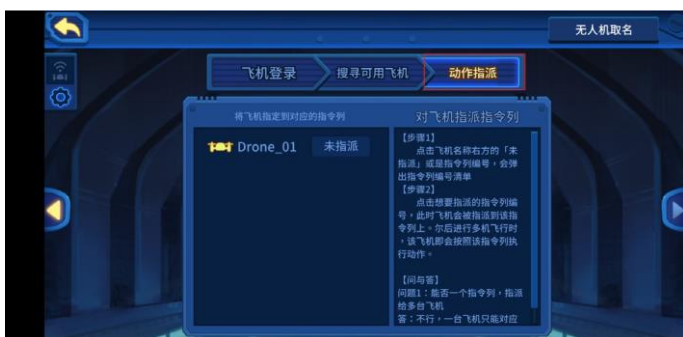 无人机取名
飞机登录
搜寻可用飞机
动作指派
将飞机指定到对应的指令列
对飞机指派指令列
Drone_01
未指派
【步骤1】
点击飞机名称右方的「未
指派」或是指令列编号，会弹
出指令列编号清单
【步骤2】
点击想要指派的指令列编
号，此时飞机会被指派到该指
令列上。尔后进行多机飞行时
，该飞机即会按照该指令列执
行动作。
【问与答】
问题1：能否一个指令列，指派
给多台飞机
答：不行，一台飞机只能对应